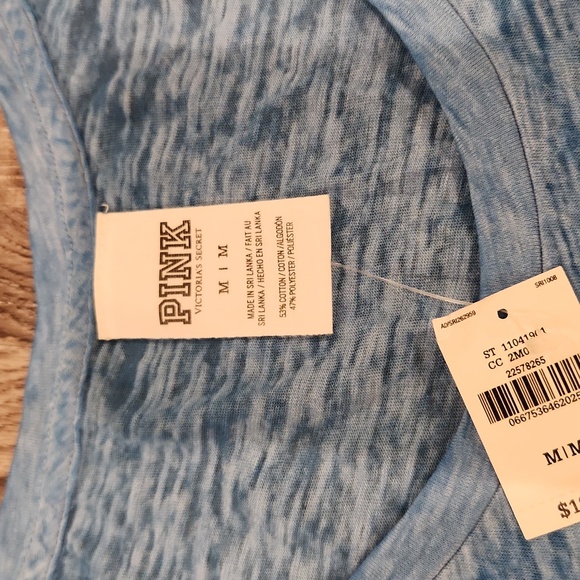 PINK
VICTORIA'S SECRET
M | M
MADE IN SRI LANKA / FAIT AU
SRI LANKA / HECHO EN SRI LANKA
53% COTTON / COTON /ALGODÓN
47% POLYESTER / POLIÉSTER
SRI1008
ST
CC 2M0
22578265
M|M